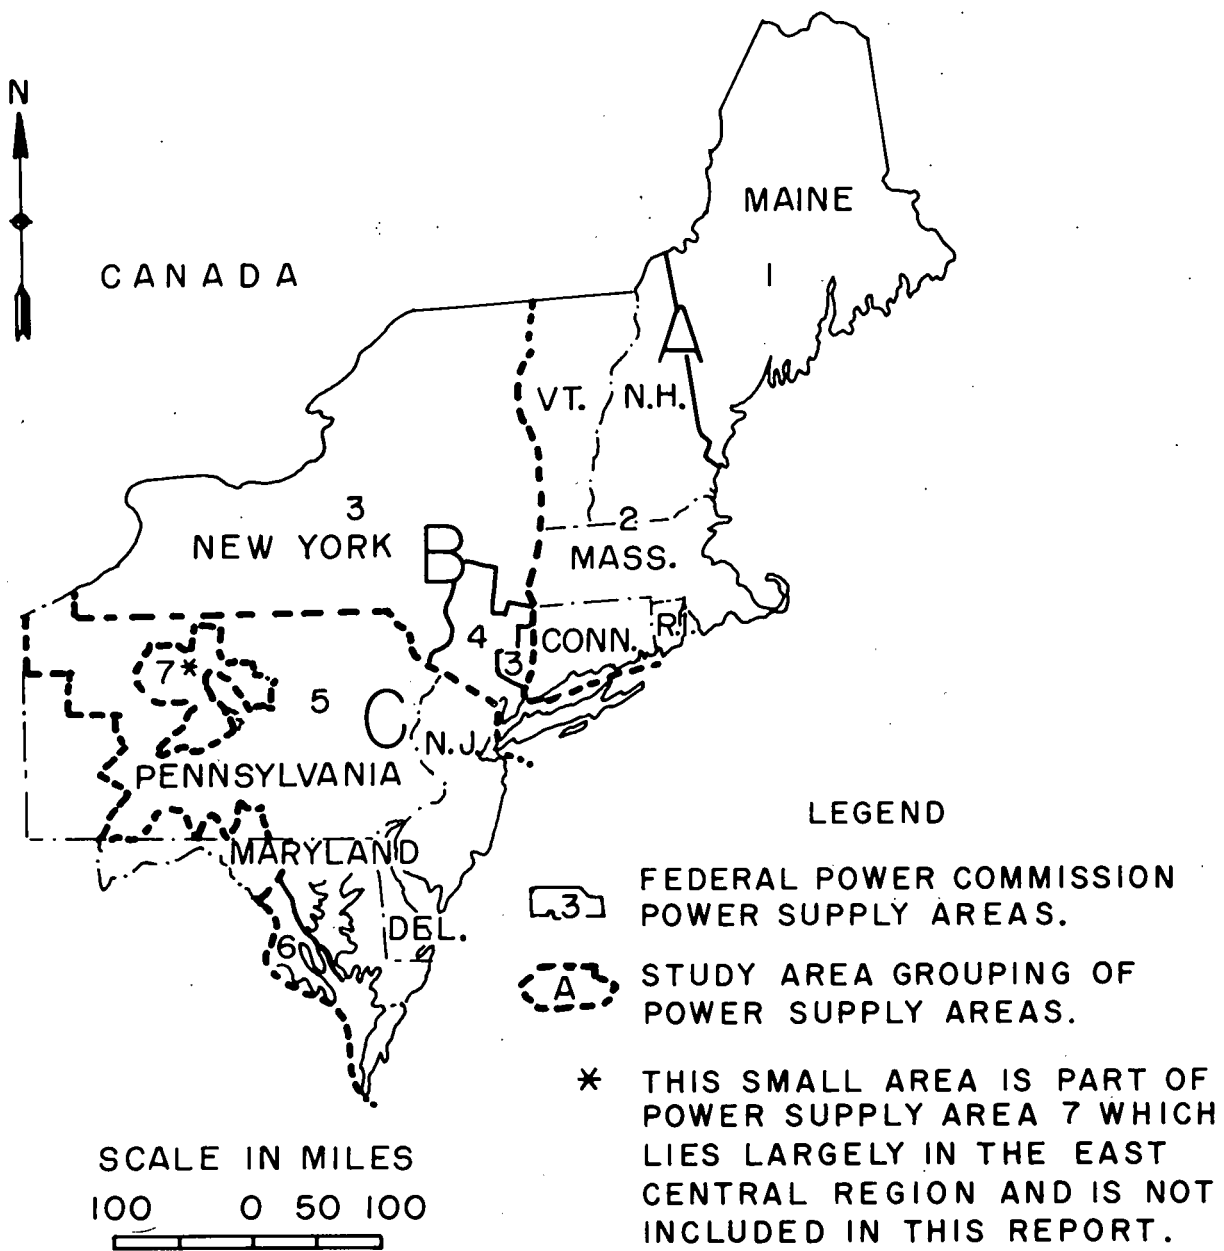 N
MAINE
1
CANADA
A
VT.
N.H.
3
2
NEW YORK
B
MASS.
4
CONN.
R.I.
3
7*
5
C
N.J.
PENNSYLVANIA
MARYLAND
DEL.
6
LEGEND
3
FEDERAL POWER COMMISSION
POWER SUPPLY AREAS.
A
STUDY AREA GROUPING OF
POWER SUPPLY AREAS.
* THIS SMALL AREA IS PART OF
POWER SUPPLY AREA 7 WHICH
LIES LARGELY IN THE EAST
CENTRAL REGION AND IS NOT
INCLUDED IN THIS REPORT.
SCALE IN MILES
100 0 50 100